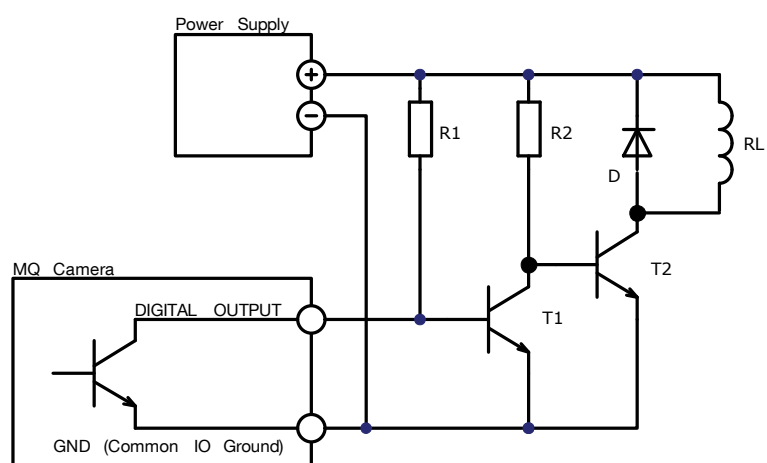 Power Supply
+
−
R1
R2
D
RL
MQ Camera
DIGITAL OUTPUT
T1
T2
GND (Common IO Ground)